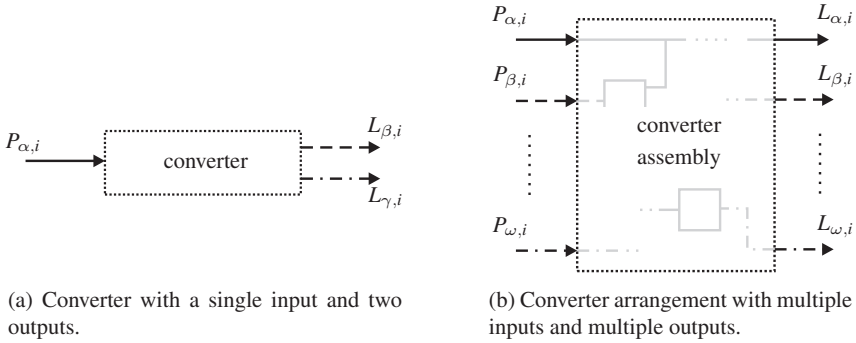 P_{α,i}
converter
L_{β,i}
L_{γ,i}
(a) Converter with a single input and two
outputs.
P_{α,i}
L_{α,i}
P_{β,i}
L_{β,i}
converter
assembly
P_{ω,i}
L_{ω,i}
(b) Converter arrangement with multiple
inputs and multiple outputs.